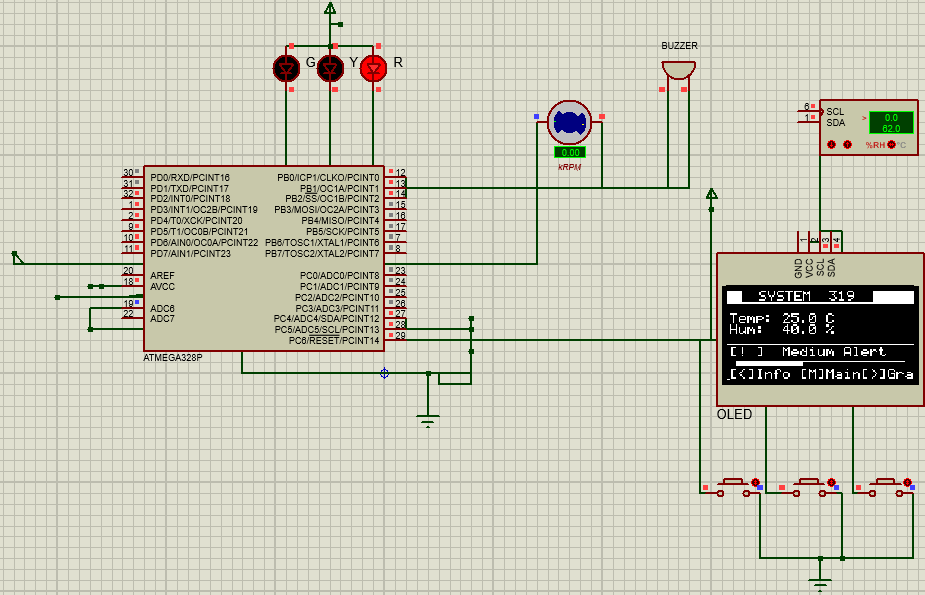 G Y R
BUZZER
0.00
kRPM
6 SCL
1 SDA
> 0.0
62.0
%RH °C
30 PD0/RXD/PCINT16 PB0/ICP1/CLKO/PCINT0 12
31 PD1/TXD/PCINT17 PB1/OC1A/PCINT1 13
32 PD2/INT0/PCINT18 PB2/SS/OC1B/PCINT2 14
1 PD3/INT1/OC2B/PCINT19 PB3/MOSI/OC2A/PCINT3 15
2 PD4/T0/XCK/PCINT20 PB4/MISO/PCINT4 16
9 PD5/T1/OC0B/PCINT21 PB5/SCK/PCINT5 17
10 PD6/AIN0/OC0A/PCINT22 PB6/TOSC1/XTAL1/PCINT6 7
11 PD7/AIN1/PCINT23 PB7/TOSC2/XTAL2/PCINT7 8
20 AREF PC0/ADC0/PCINT8 23
18 AVCC PC1/ADC1/PCINT9 24
PC2/ADC2/PCINT10 25
19 ADC6 PC3/ADC3/PCINT11 26
22 ADC7 PC4/ADC4/SDA/PCINT12 27
PC5/ADC5/SCL/PCINT13 28
PC6/RESET/PCINT14 29
ATMEGA328P
1 2 3 4
GND VCC SCL SDA
SYSTEM 319
Temp: 25.0 C
Hum: 40.0 %
[! ] Medium Alert
[<]Info [M]Main[>]Gra
OLED